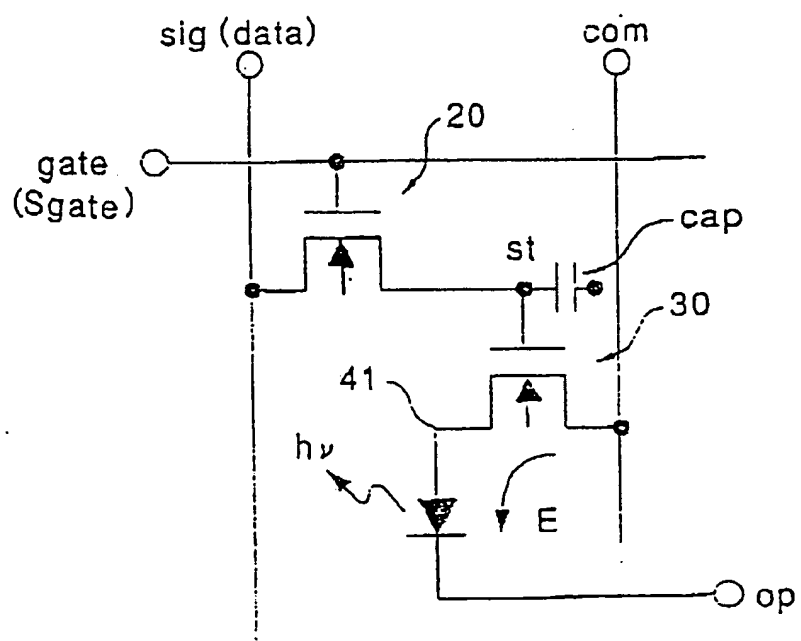 sig (data)
com
20
gate
(Sgate)
cap
st
30
41
hν
E
op